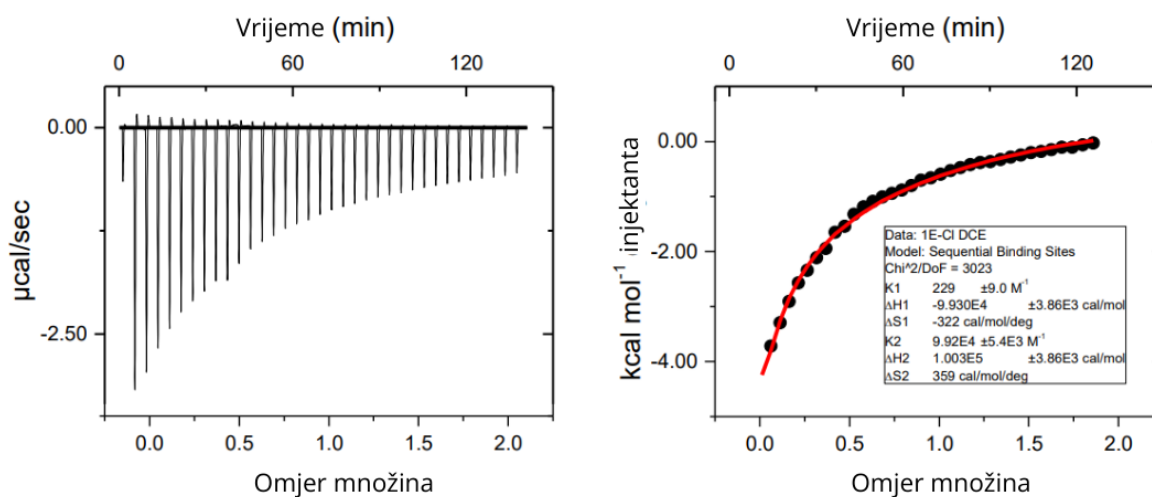 Vrijeme (min)
0 60 120
0.00
-2.50
µcal/sec
0.0 0.5 1.0 1.5 2.0
Omjer množina
Vrijeme (min)
0 60 120
0.00
-2.00
-4.00
kcal mol⁻¹ injektanta
Data: 1E-Cl DCE
Model: Sequential Binding Sites
Chi^2/DoF = 3023
K1 229 ±9.0 M⁻¹
ΔH1 -9.930E4 ±3.86E3 cal/mol
ΔS1 -322 cal/mol/deg
K2 9.92E4 ±5.4E3 M⁻¹
ΔH2 1.003E5 ±3.86E3 cal/mol
ΔS2 359 cal/mol/deg
0.0 0.5 1.0 1.5 2.0
Omjer množina